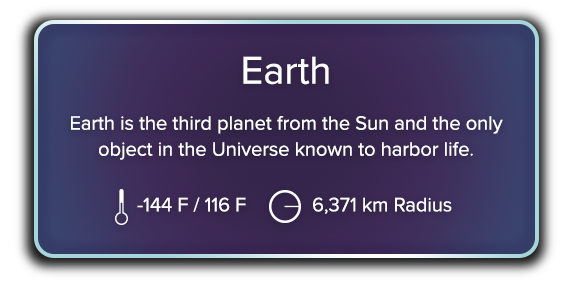 Earth
Earth is the third planet from the Sun and the only
object in the Universe known to harbor life.
-144 F / 116 F 6,371 km Radius